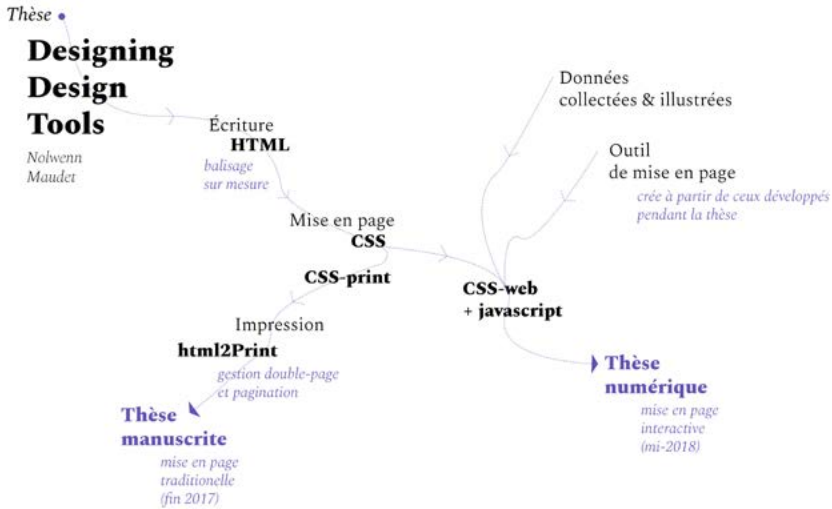 Thèse
Designing
Design
Tools
Nolwenn
Maudet
Écriture
HTML
balisage
sur mesure
Mise en page
CSS
CSS-print
Impression
html2Print
gestion double-page
et pagination
Thèse
manuscrite
mise en page
traditionelle
(fin 2017)
Données
collectées & illustrées
Outil
de mise en page
crée à partir de ceux développés
pendant la thèse
CSS-web
+ javascript
Thèse
numérique
mise en page
interactive
(mi-2018)